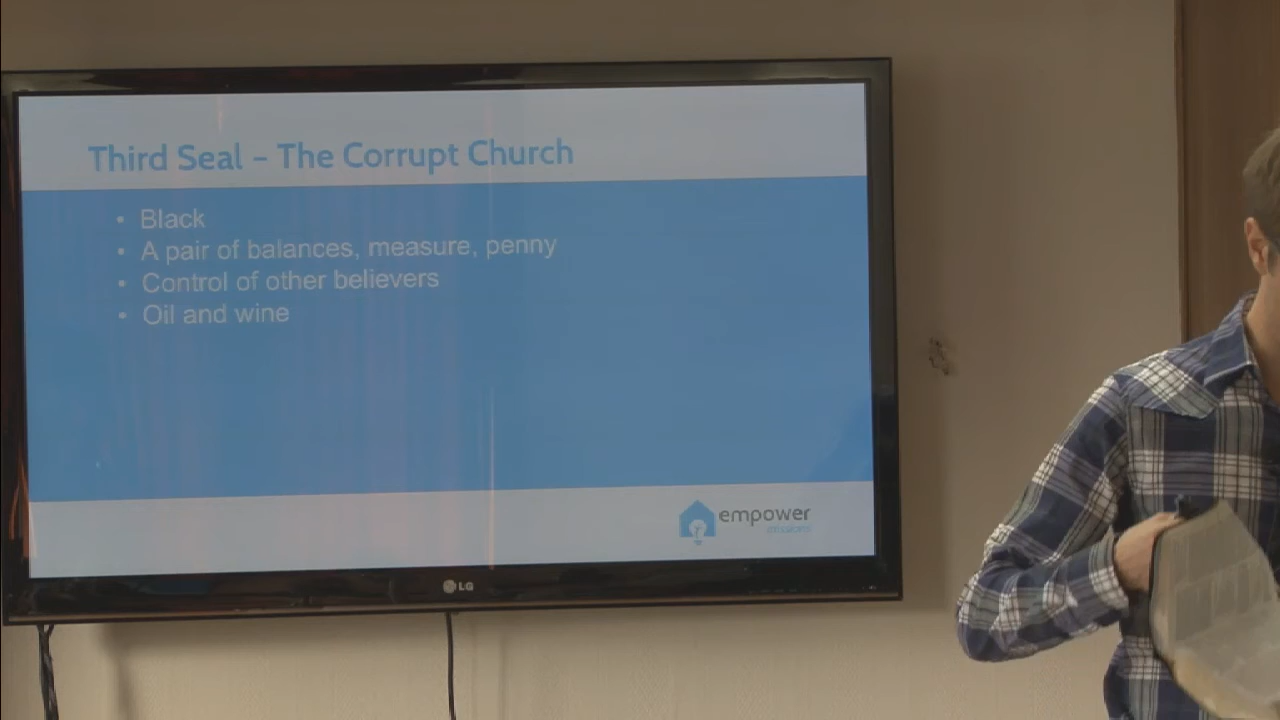 Third Seal – The Corrupt Church
• Black
• A pair of balances, measure, penny
• Control of other believers
• Oil and wine
empower
LG